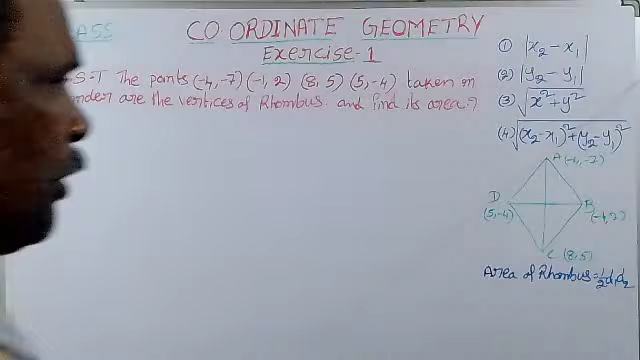 ASS
CO ORDINATE GEOMETRY
Exercise-1
S.T The points (-4,-7) (-1, 2) (8, 5) (5,-4) taken in
order are the vertices of Rhombus. and find its area?
(1) |x₂ - x₁|
(2) |y₂ - y₁|
(3) √x²+y²
(4) √(x₂-x₁)²+(y₂-y₁)²
A (-4,-7)
D
B
(5,-4)
C (8,5)
Area of Rhombus = 1/2 d₁d₂